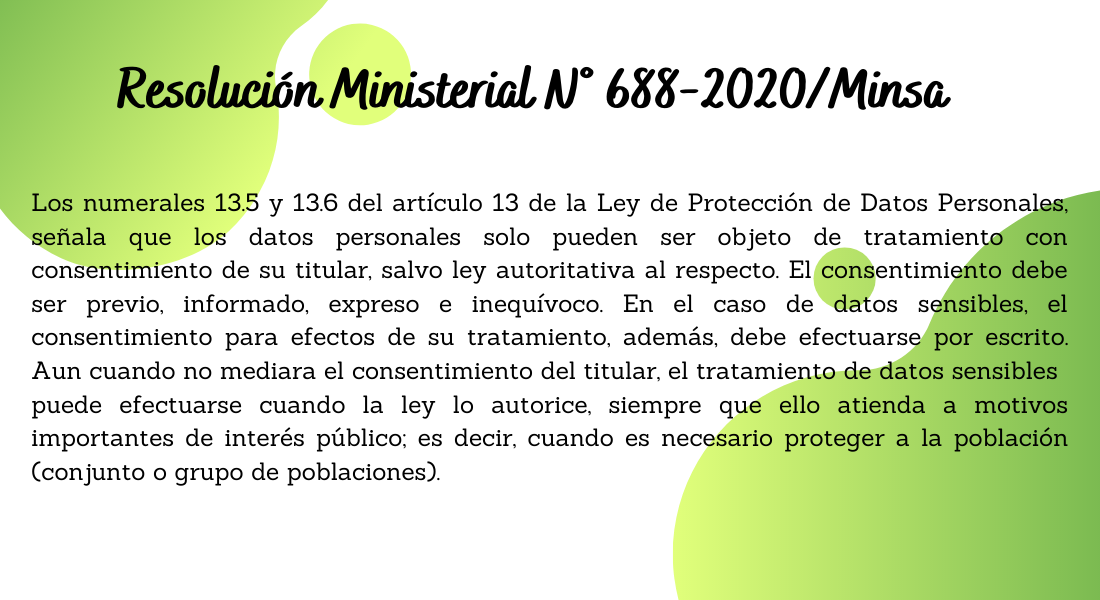 Resolución Ministerial N° 688-2020/Minsa
Los numerales 13.5 y 13.6 del artículo 13 de la Ley de Protección de Datos Personales,
señala que los datos personales solo pueden ser objeto de tratamiento con
consentimiento de su titular, salvo ley autoritativa al respecto. El consentimiento debe
ser previo, informado, expreso e inequívoco. En el caso de datos sensibles, el
consentimiento para efectos de su tratamiento, además, debe efectuarse por escrito.
Aun cuando no mediara el consentimiento del titular, el tratamiento de datos sensibles
puede efectuarse cuando la ley lo autorice, siempre que ello atienda a motivos
importantes de interés público; es decir, cuando es necesario proteger a la población
(conjunto o grupo de poblaciones).